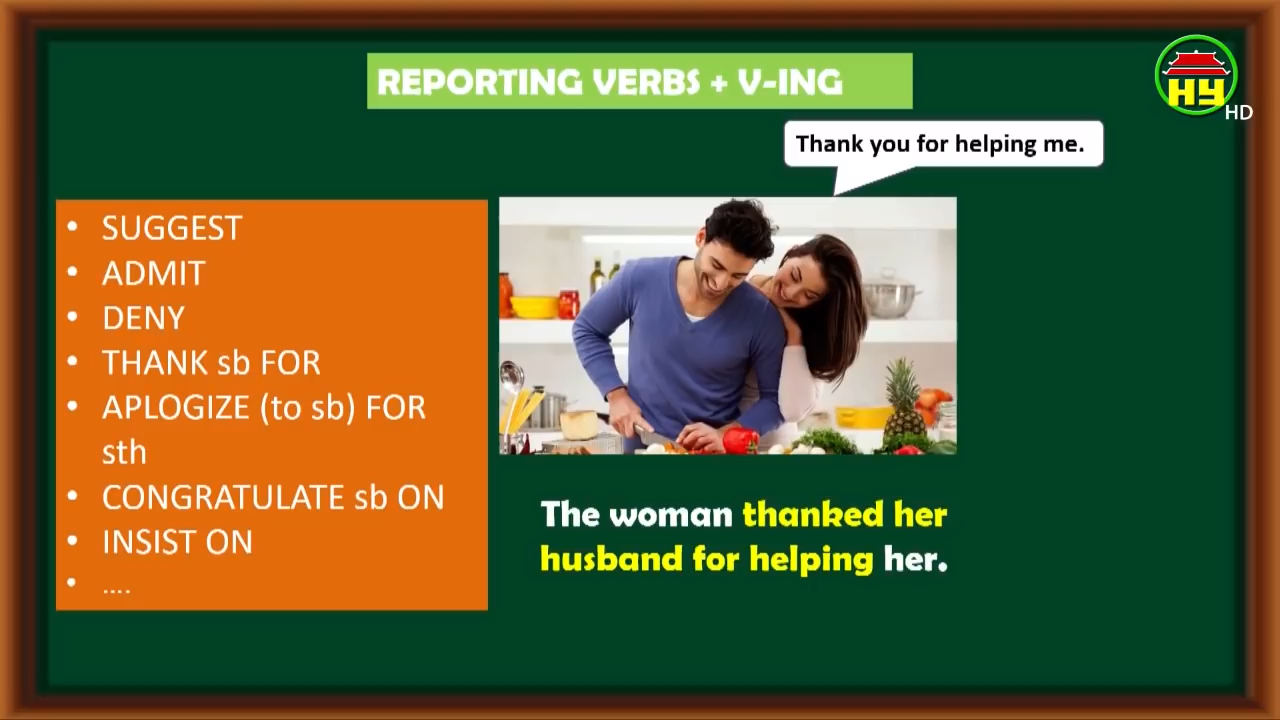 REPORTING VERBS + V-ING
HY
HD
Thank you for helping me.
• SUGGEST
• ADMIT
• DENY
• THANK sb FOR
• APLOGIZE (to sb) FOR
sth
• CONGRATULATE sb ON
• INSIST ON
• ....
The woman thanked her
husband for helping her.